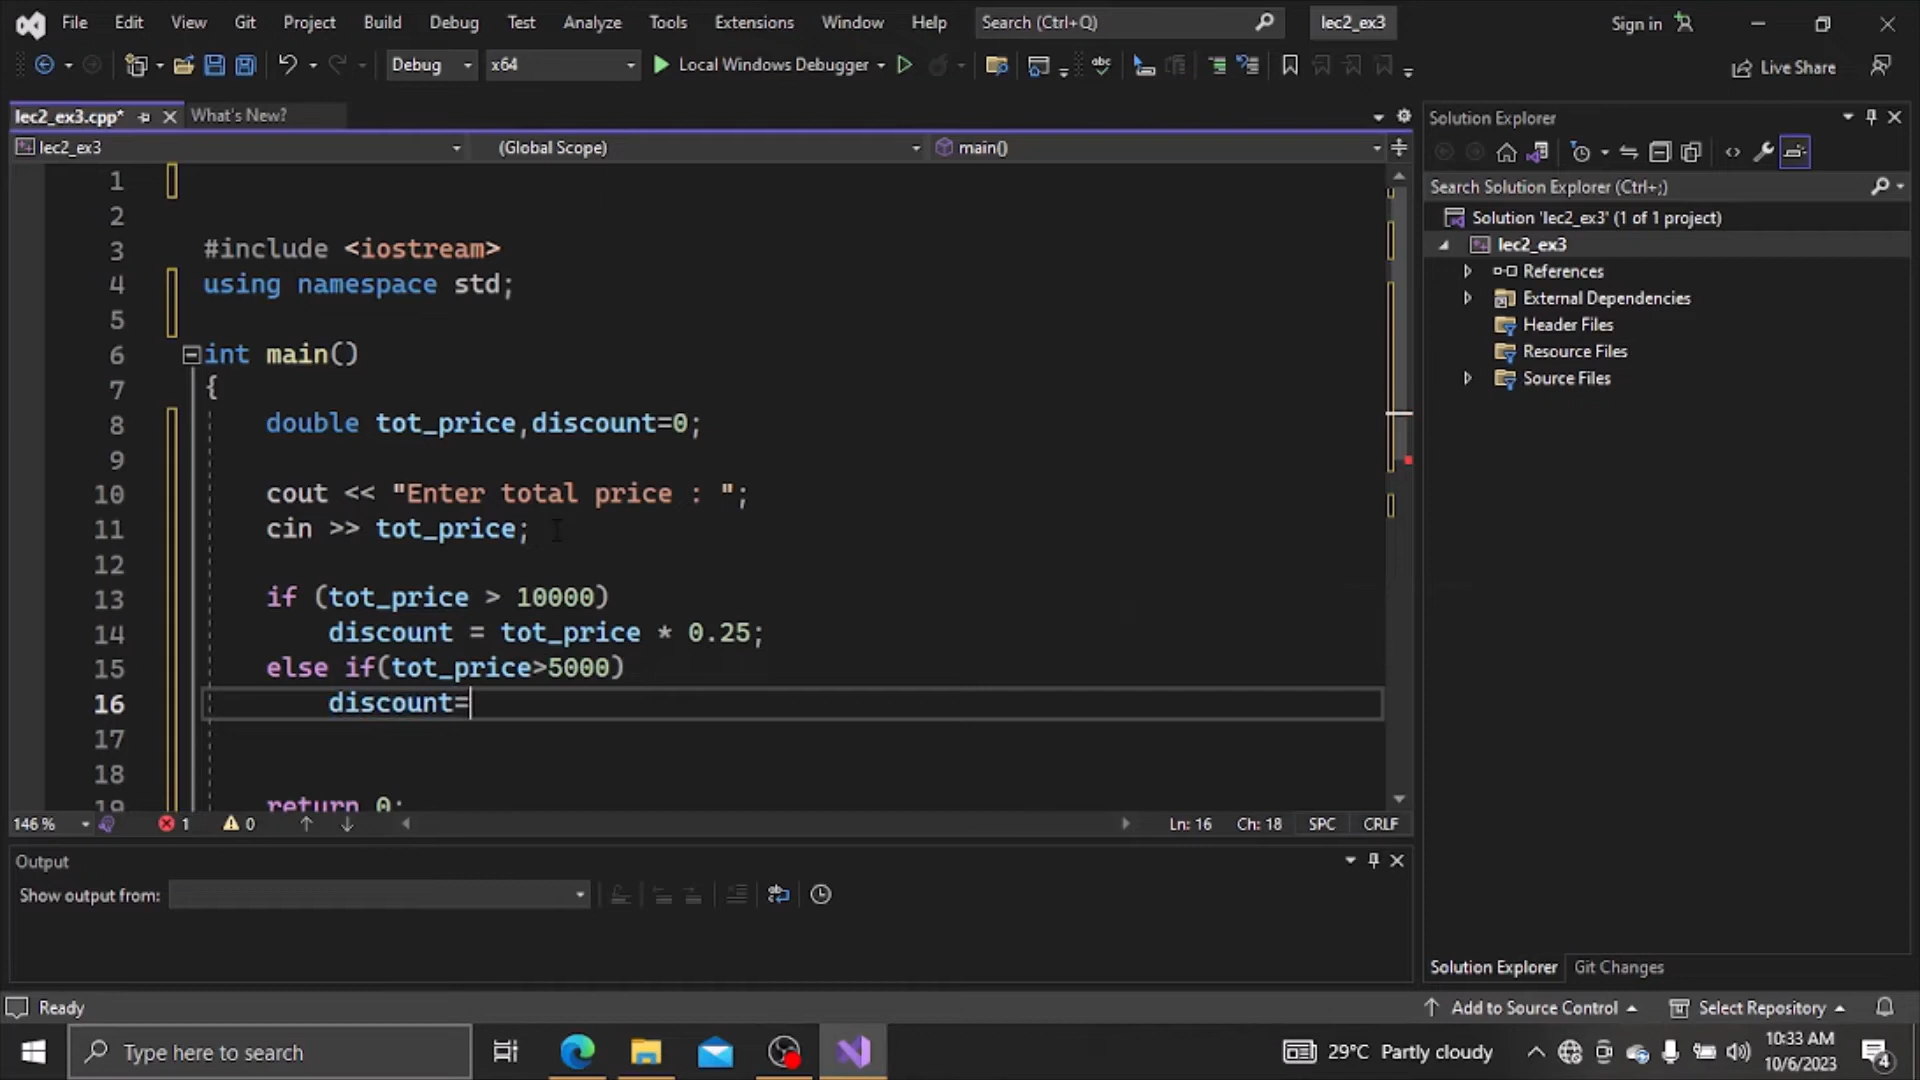 File Edit View Git Project Build Debug Test Analyze Tools Extensions Window Help Search (Ctrl+Q) lec2_ex3 Sign in
Debug x64 Local Windows Debugger Live Share
lec2_ex3.cpp* What's New?
lec2_ex3 (Global Scope) main()
1
2
3 #include <iostream>
4 using namespace std;
5
6 int main()
7 {
8 double tot_price,discount=0;
9
10 cout << "Enter total price : ";
11 cin >> tot_price;
12
13 if (tot_price > 10000)
14 discount = tot_price * 0.25;
15 else if(tot_price>5000)
16 discount=
17
18
19 return 0;
146 % 1 0 Ln: 16 Ch: 18 SPC CRLF
Output
Show output from:
Solution Explorer
Search Solution Explorer (Ctrl+;)
Solution 'lec2_ex3' (1 of 1 project)
lec2_ex3
References
External Dependencies
Header Files
Resource Files
Source Files
Solution Explorer Git Changes
Ready Add to Source Control Select Repository
Type here to search 29°C Partly cloudy 10:33 AM
10/6/2023 4